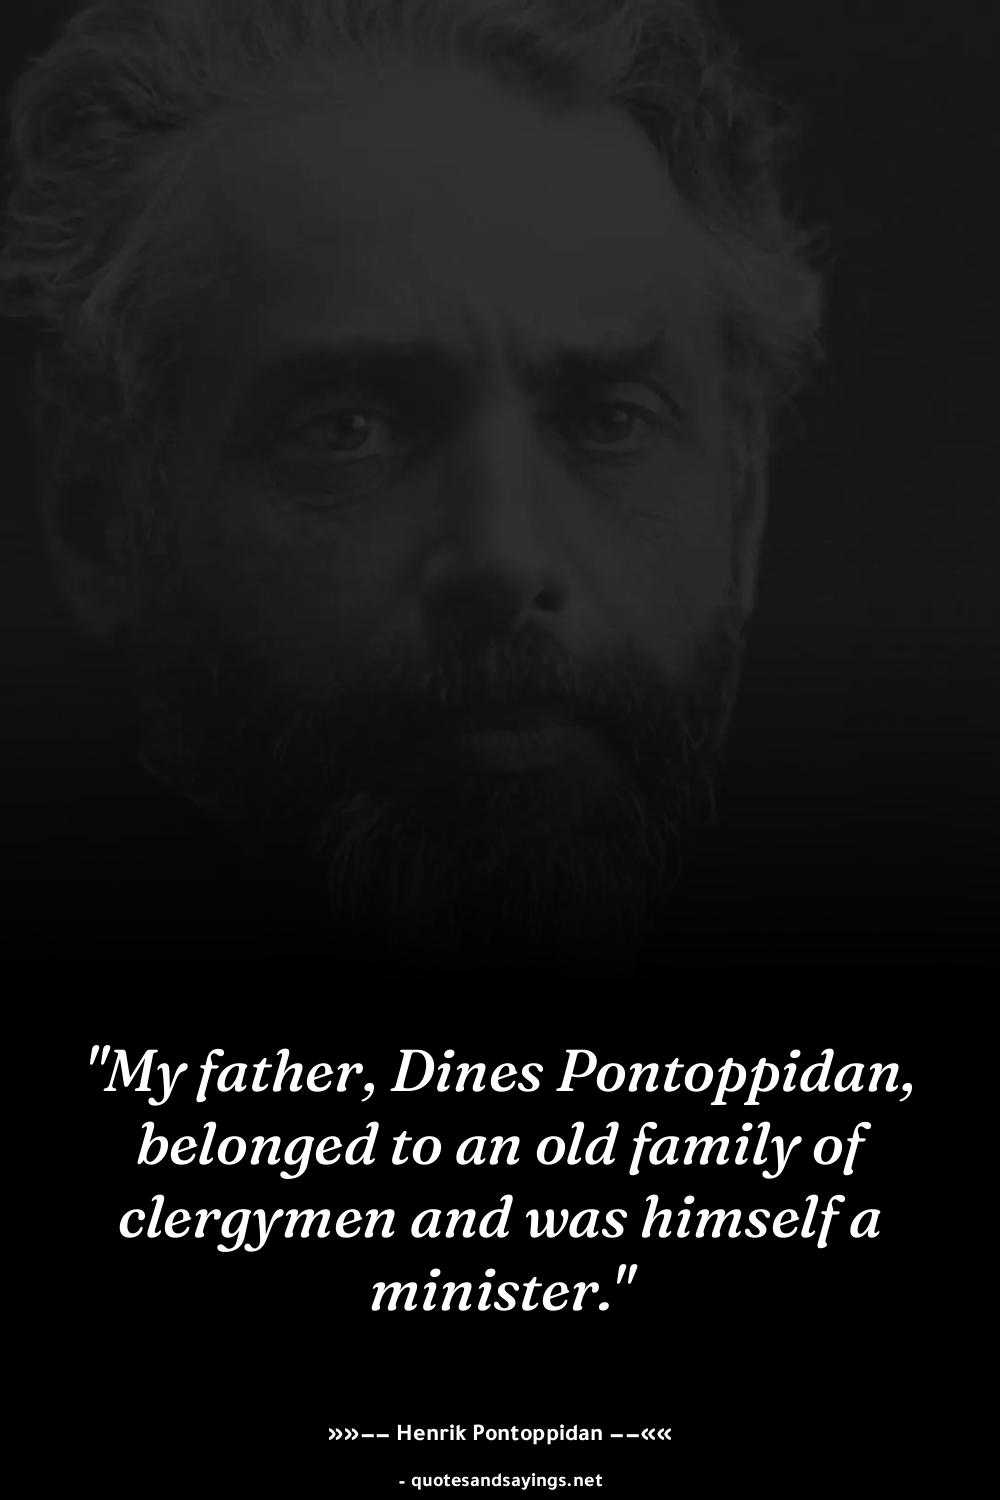 "My father, Dines Pontoppidan,
belonged to an old family of
clergymen and was himself a
minister."
»»−− Henrik Pontoppidan −−««
- quotesandsayings.net